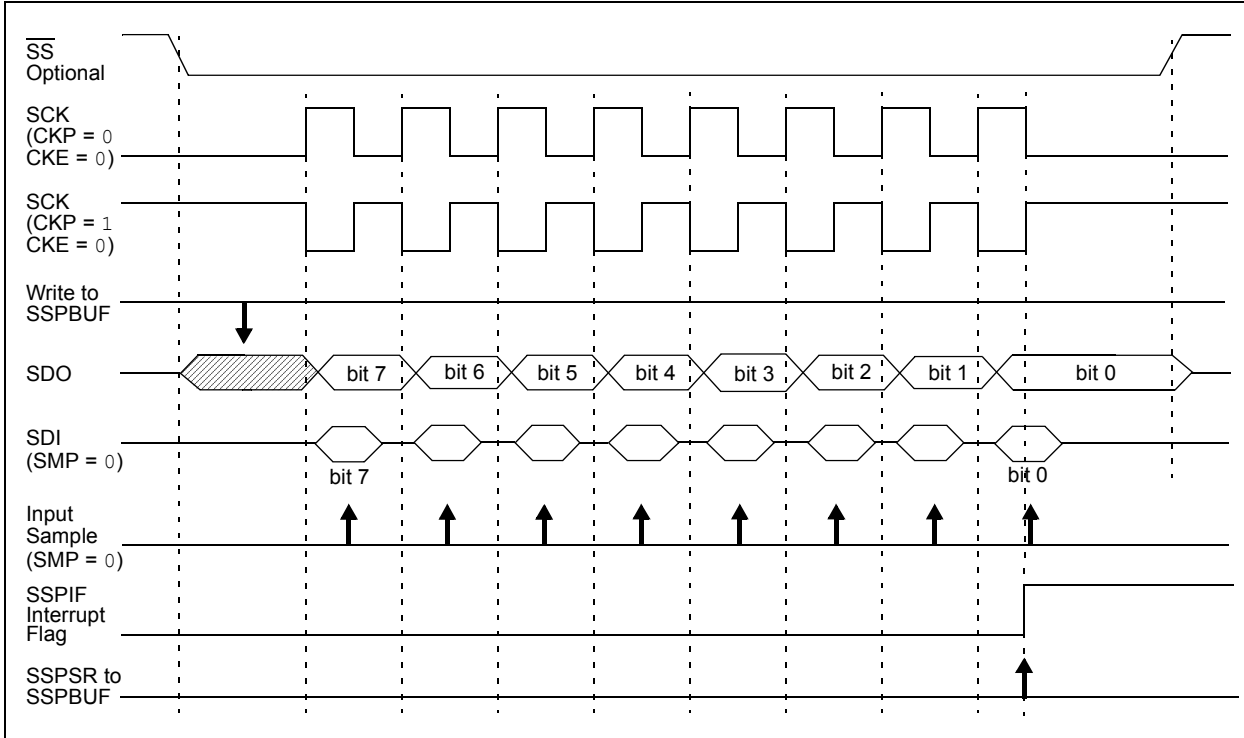 SS
Optional
SCK
(CKP = 0
CKE = 0)
SCK
(CKP = 1
CKE = 0)
Write to
SSPBUF
SDO
bit 7 bit 6 bit 5 bit 4 bit 3 bit 2 bit 1 bit 0
SDI
(SMP = 0)
bit 7 bit 0
Input
Sample
(SMP = 0)
SSPIF
Interrupt
Flag
SSPSR to
SSPBUF